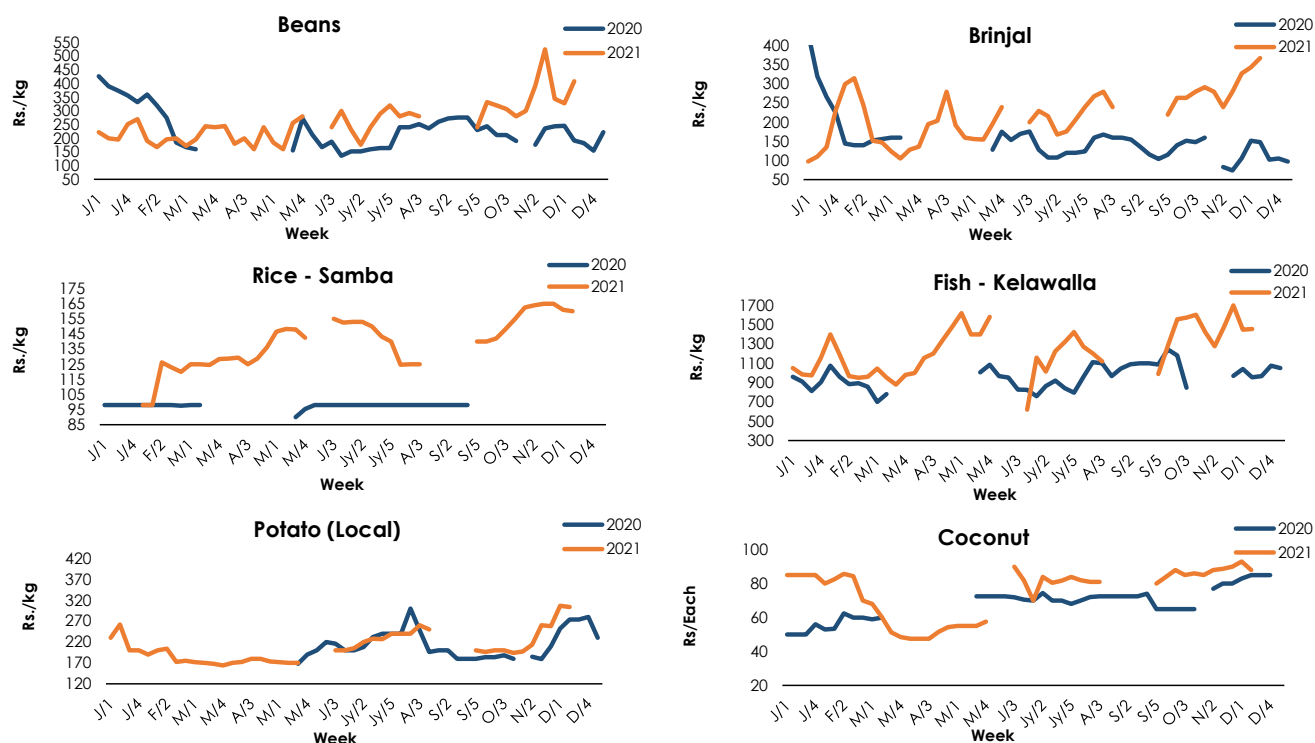 Beans
2020
2021
Rs./kg
550
500
450
400
350
300
250
200
150
100
50
J/1 J/4 F/2 M/1 M/4 A/3 M/1 M/4 J/3 Jy/2 Jy/5 A/3 S/2 S/5 O/3 N/2 D/1 D/4
Week
Brinjal
2020
2021
Rs./kg
400
350
300
250
200
150
100
50
J/1 J/4 F/2 M/1 M/4 A/3 M/1 M/4 J/3 Jy/2 Jy/5 A/3 S/2 S/5 O/3 N/2 D/1 D/4
Week
Rice - Samba
2020
2021
Rs./kg
175
165
155
145
135
125
115
105
95
85
J/1 J/4 F/2 M/1 M/4 A/3 M/1 M/4 J/3 Jy/2 Jy/5 A/3 S/2 S/5 O/3 N/2 D/1 D/4
Week
Fish - Kelawalla
2020
2021
Rs./kg
1700
1500
1300
1100
900
700
500
300
J/1 J/4 F/2 M/1 M/4 A/3 M/1 M/4 J/3 Jy/2 Jy/5 A/3 S/2 S/5 O/3 N/2 D/1 D/4
Week
Potato (Local)
2020
2021
Rs./kg
420
370
320
270
220
170
120
J/1 J/4 F/2 M/1 M/4 A/3 M/1 M/4 J/3 Jy/2 Jy/5 A/3 S/2 S/5 O/3 N/2 D/1 D/4
Week
Coconut
2020
2021
Rs/Each
100
80
60
40
20
J/1 J/4 F/2 M/1 M/4 A/3 M/1 M/4 J/3 Jy/2 Jy/5 A/3 S/2 S/5 O/3 N/2 D/1 D/4
Week